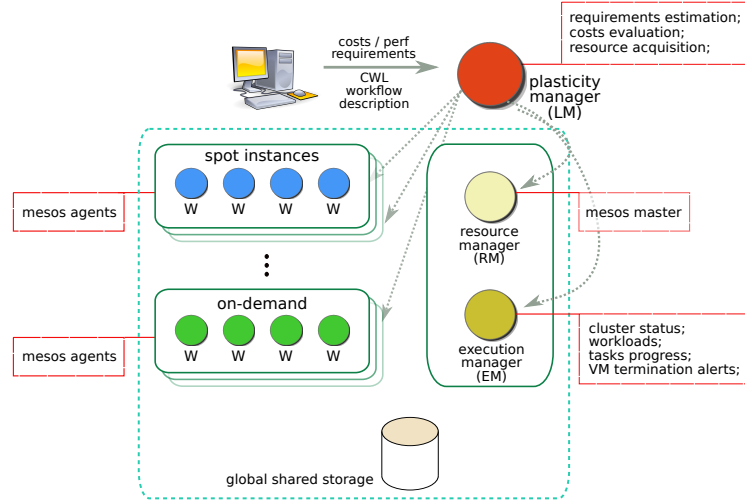 requirements estimation;
costs evaluation;
resource acquisition;
costs / perf
requirements
CWL
workflow
description
plasticity
manager
(LM)
spot instances
W W W W
mesos agents
resource
manager
(RM)
mesos master
on-demand
W W W W
mesos agents
execution
manager
(EM)
cluster status;
workloads;
tasks progress;
VM termination alerts;
global shared storage